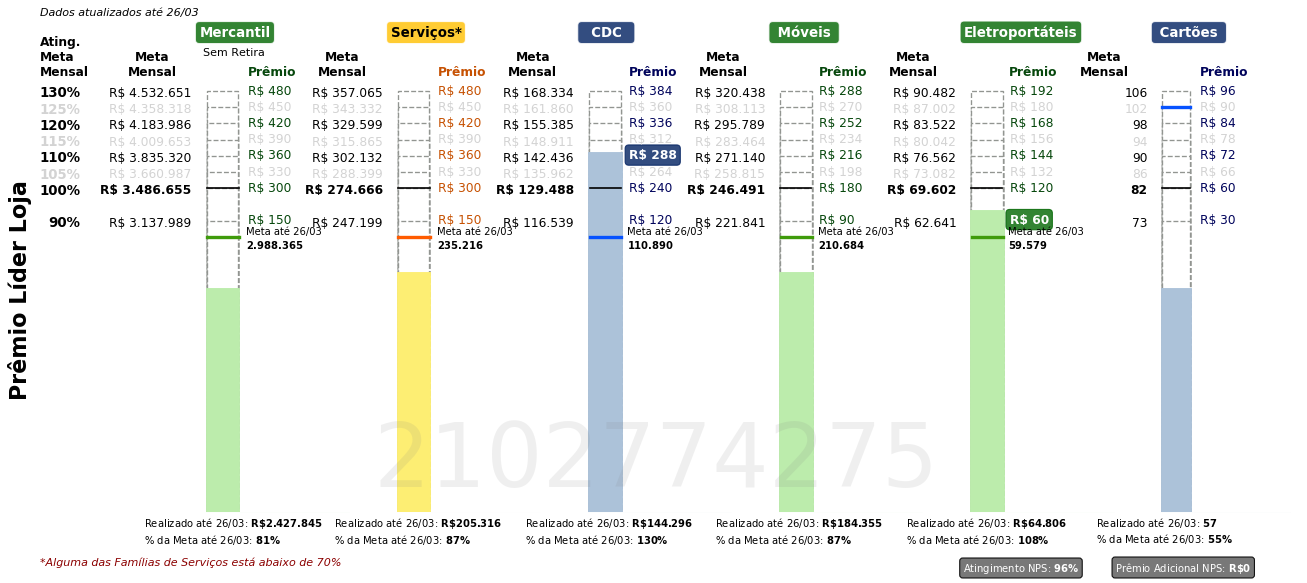 Dados atualizados até 26/03
Mercantil Serviços* CDC Móveis Eletroportáteis Cartões
Sem Retira
Ating. Meta Mensal Meta Mensal Prêmio Meta Mensal Prêmio Meta Mensal Prêmio Meta Mensal Prêmio Meta Mensal Prêmio Meta Mensal Prêmio
130% R$ 4.532.651 R$ 480 R$ 357.065 R$ 480 R$ 168.334 R$ 384 R$ 320.438 R$ 288 R$ 90.482 R$ 192 106 R$ 96
125% R$ 4.358.318 R$ 450 R$ 343.332 R$ 450 R$ 161.860 R$ 360 R$ 308.113 R$ 270 R$ 87.002 R$ 180 102 R$ 90
120% R$ 4.183.986 R$ 420 R$ 329.599 R$ 420 R$ 155.385 R$ 336 R$ 295.789 R$ 252 R$ 83.522 R$ 168 98 R$ 84
115% R$ 4.009.653 R$ 390 R$ 315.865 R$ 390 R$ 148.911 R$ 312 R$ 283.464 R$ 234 R$ 80.042 R$ 156 94 R$ 78
110% R$ 3.835.320 R$ 360 R$ 302.132 R$ 360 R$ 142.436 R$ 288 R$ 271.140 R$ 216 R$ 76.562 R$ 144 90 R$ 72
105% R$ 3.660.987 R$ 330 R$ 288.399 R$ 330 R$ 135.962 R$ 264 R$ 258.815 R$ 198 R$ 73.082 R$ 132 86 R$ 66
100% R$ 3.486.655 R$ 300 R$ 274.666 R$ 300 R$ 129.488 R$ 240 R$ 246.491 R$ 180 R$ 69.602 R$ 120 82 R$ 60
90% R$ 3.137.989 R$ 150 R$ 247.199 R$ 150 R$ 116.539 R$ 120 R$ 221.841 R$ 90 R$ 62.641 R$ 60 73 R$ 30
Meta até 26/03 Meta até 26/03 Meta até 26/03 Meta até 26/03 Meta até 26/03
2.988.365 235.216 110.890 210.684 59.579
Prêmio Líder Loja
2102774275
Realizado até 26/03: R$2.427.845 Realizado até 26/03: R$205.316 Realizado até 26/03: R$144.296 Realizado até 26/03: R$184.355 Realizado até 26/03: R$64.806 Realizado até 26/03: 57
% da Meta até 26/03: 81% % da Meta até 26/03: 87% % da Meta até 26/03: 130% % da Meta até 26/03: 87% % da Meta até 26/03: 108% % da Meta até 26/03: 55%
*Alguma das Famílias de Serviços está abaixo de 70%
Atingimento NPS: 96% Prêmio Adicional NPS: R$0